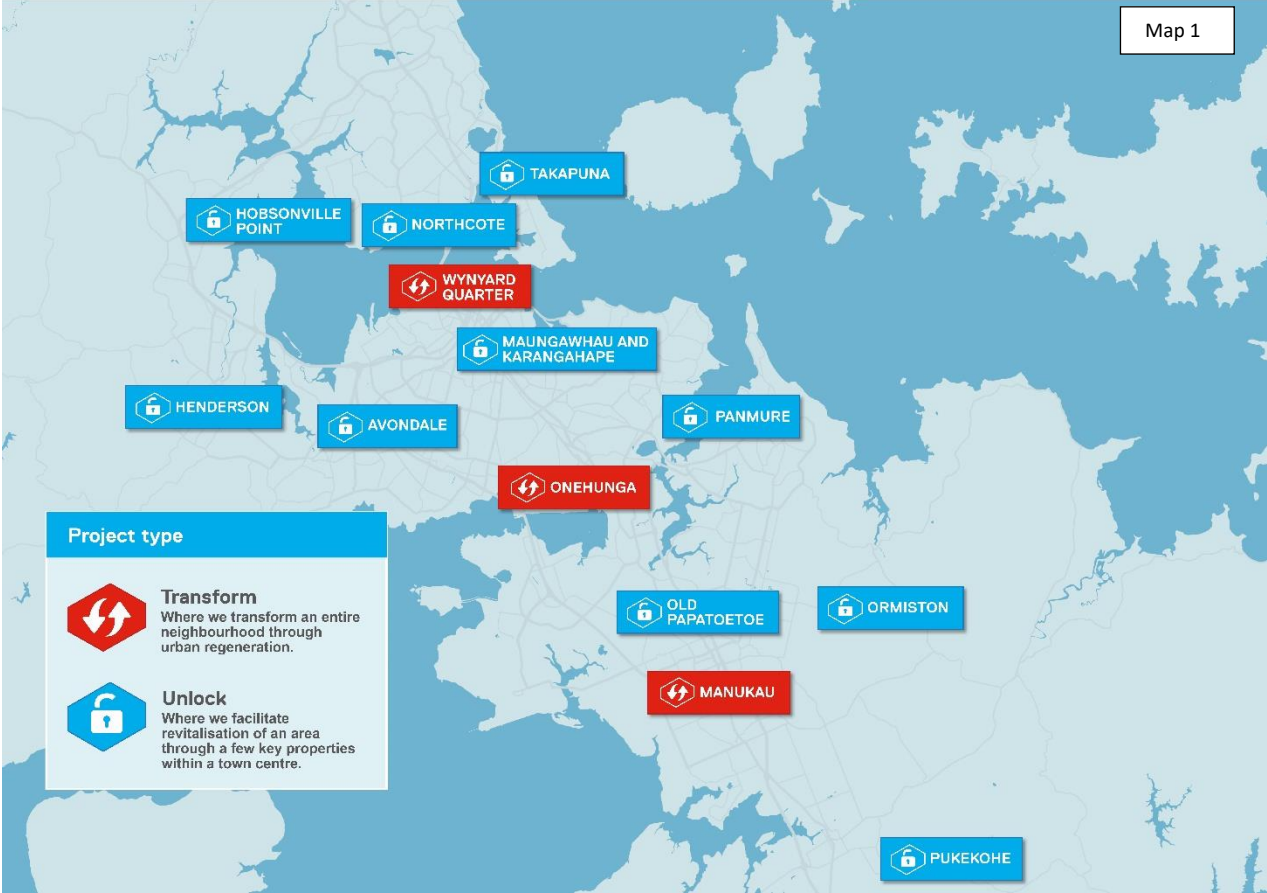 Map 1
TAKAPUNA
HOBSONVILLE
POINT
NORTHCOTE
WYNYARD
QUARTER
MAUNGAWHAU AND
KARANGAHAPE
HENDERSON
AVONDALE
PANMURE
ONEHUNGA
Project type
Transform
Where we transform an entire
neighbourhood through
urban regeneration.
Unlock
Where we facilitate
revitalisation of an area
through a few key properties
within a town centre.
OLD
PAPATOETOE
ORMISTON
MANUKAU
PUKEKOHE